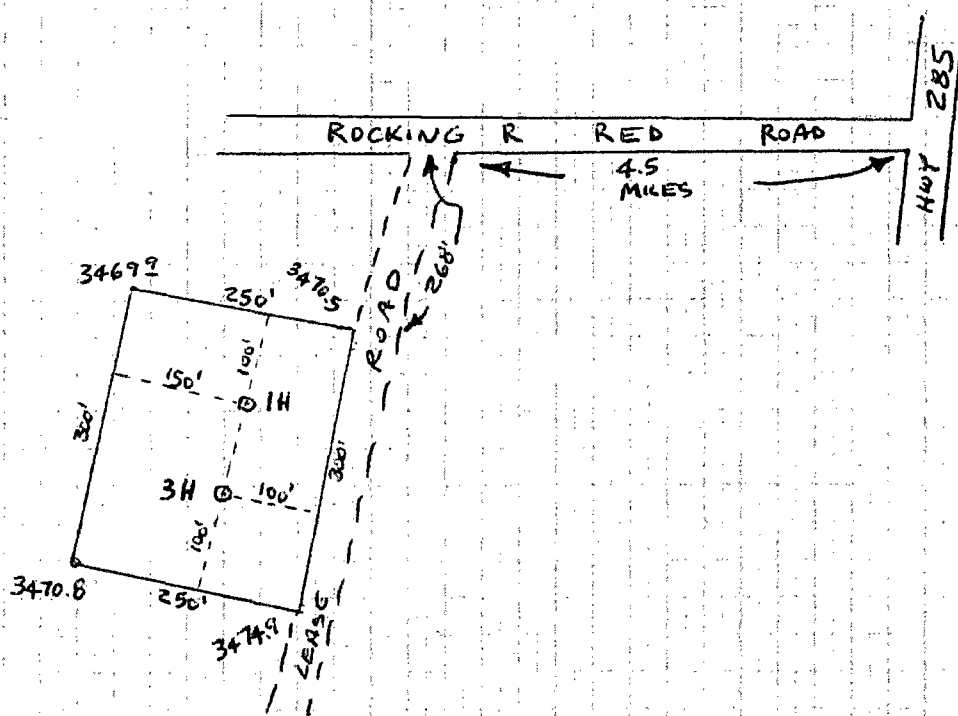 HWY 285
ROCKING R RED ROAD
4.5
MILES
268'
3469.9
250'
3470.5
100'
150'
1H
300'
300'
3H
100'
100'
3470.8
250'
3474.9
LEASE ROAD